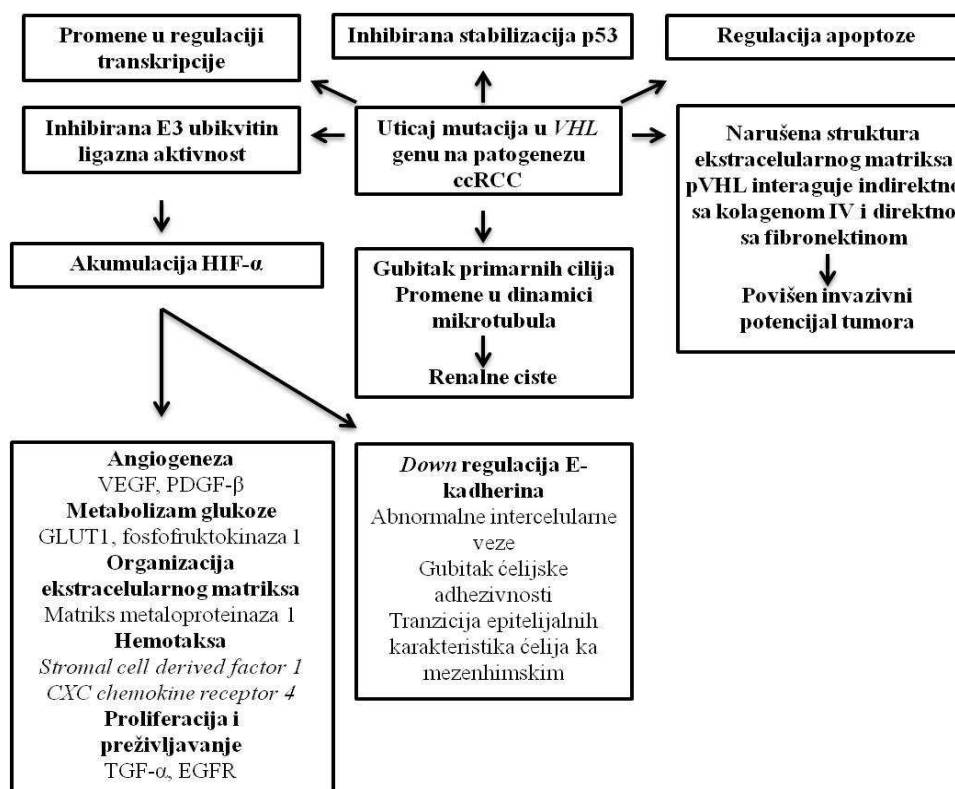 Promene u regulaciji
transkripcije
Inhibirana stabilizacija p53
Regulacija apoptoze
Inhibirana E3 ubikvitin
ligazna aktivnost
Uticaj mutacija u VHL
genu na patogenezu
ccRCC
Narušena struktura
ekstracelularnog matriksa
pVHL interaguje indirektno
sa kolagenom IV i direktno
sa fibronektinom
Povišen invazivni
potencijal tumora
Akumulacija HIF-α
Gubitak primarnih cilija
Promene u dinamici
mikrotubula
Renalne ciste
Angiogeneza
VEGF, PDGF-β
Metabolizam glukoze
GLUT1, fosfofruktokinaza 1
Organizacija
ekstracelularnog matriksa
Matriks metaloproteinaza 1
Hemotaksa
Stromal cell derived factor 1
CXC chemokine receptor 4
Proliferacija i
preživljavanje
TGF-α, EGFR
Down regulacija E-
kadherina
Abnormalne intercelularne
veze
Gubitak ćelijske
adhezivnosti
Tranzicija epitelijalnih
karakteristika ćelija ka
mezenhimskim